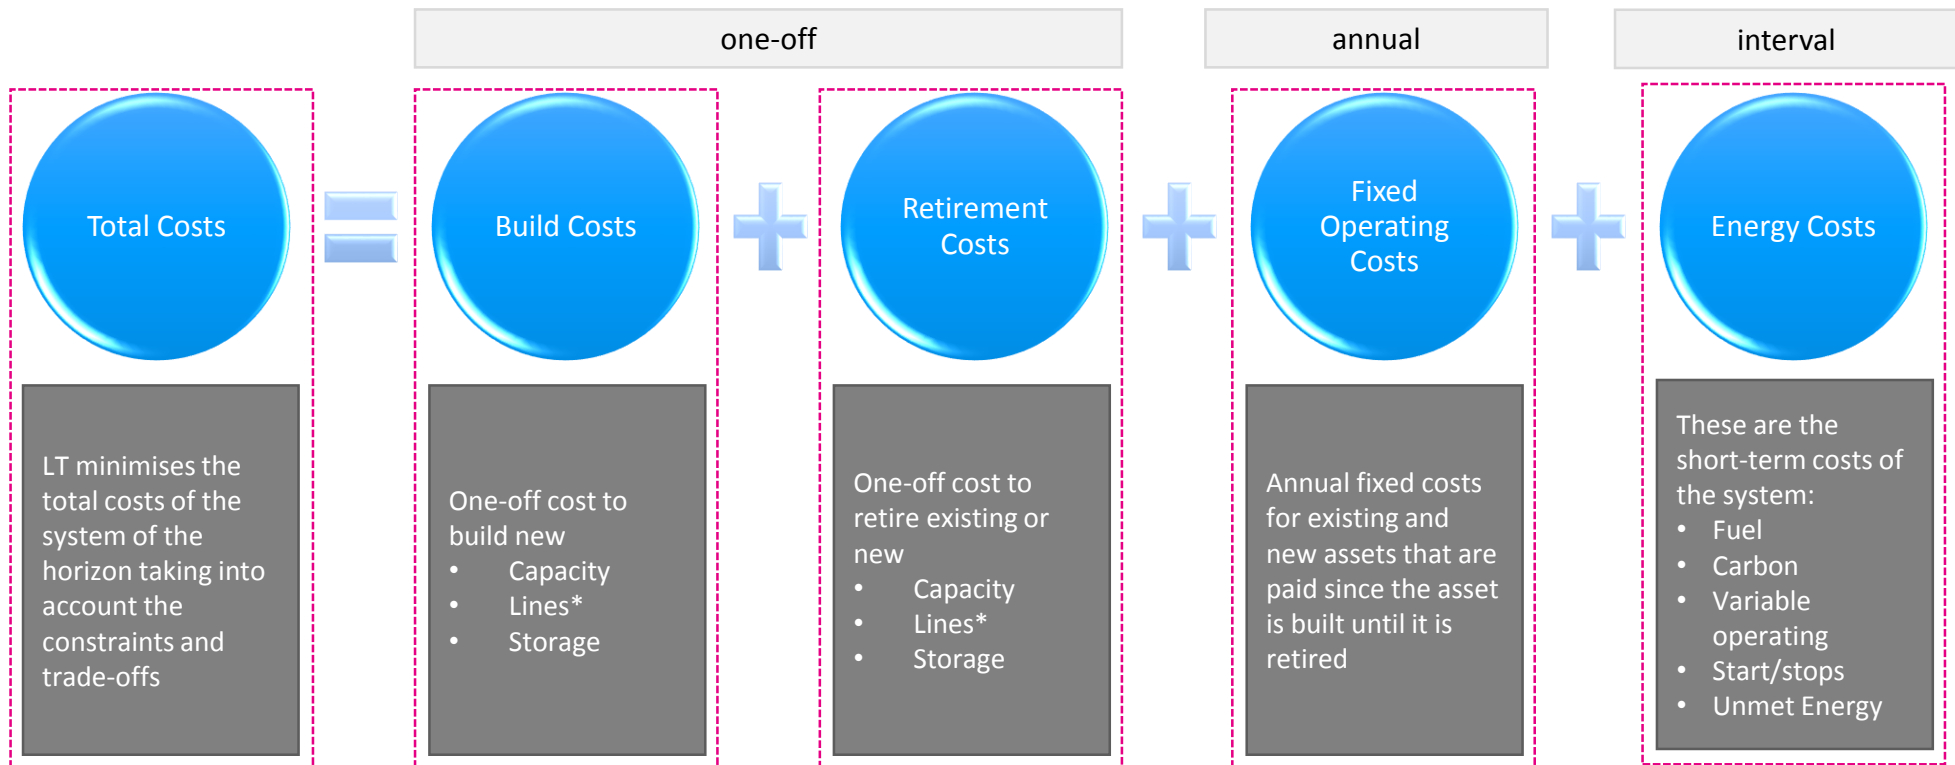 one-off
annual
interval
Total Costs
Build Costs
Retirement
Costs
Fixed
Operating
Costs
Energy Costs
LT minimises the
total costs of the
system of the
horizon taking into
account the
constraints and
trade-offs
One-off cost to
build new
• Capacity
• Lines*
• Storage
One-off cost to
retire existing or
new
• Capacity
• Lines*
• Storage
Annual fixed costs
for existing and
new assets that are
paid since the asset
is built until it is
retired
These are the
short-term costs of
the system:
• Fuel
• Carbon
• Variable
operating
• Start/stops
• Unmet Energy